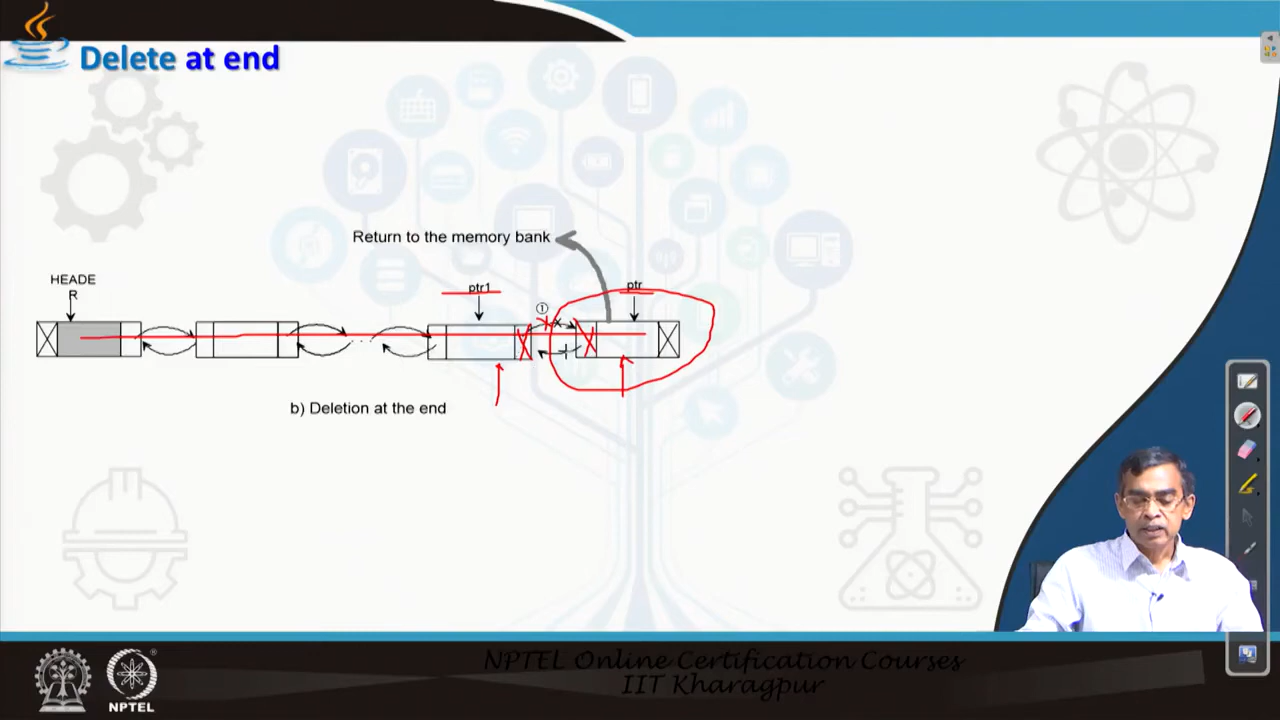 Delete at end
Return to the memory bank
HEADE
R
ptr1
①
ptr
b) Deletion at the end
NPTEL Online Certification Courses
IIT Kharagpur
NPTEL